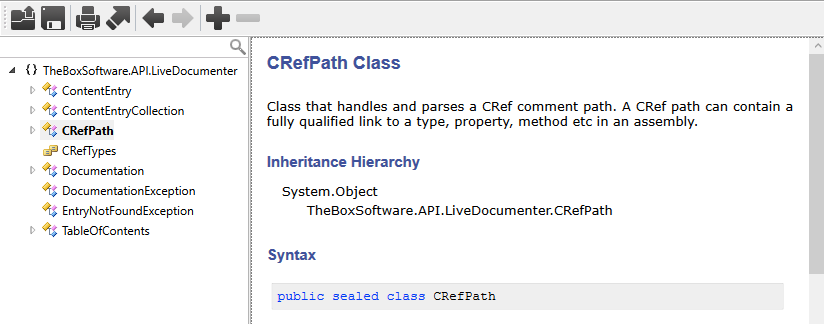 {} TheBoxSoftware.API.LiveDocumenter
ContentEntry
ContentEntryCollection
CRefPath
CRefTypes
Documentation
DocumentationException
EntryNotFoundException
TableOfContents
CRefPath Class
Class that handles and parses a CRef comment path. A CRef path can contain a
fully qualified link to a type, property, method etc in an assembly.
Inheritance Hierarchy
System.Object
TheBoxSoftware.API.LiveDocumenter.CRefPath
Syntax
public sealed class CRefPath